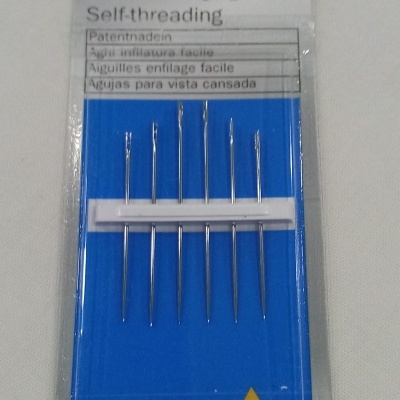 Self-threading
Patentnadeln
Aghi infilatura facile
Aiguilles enfilage facile
Agujas para vista cansada